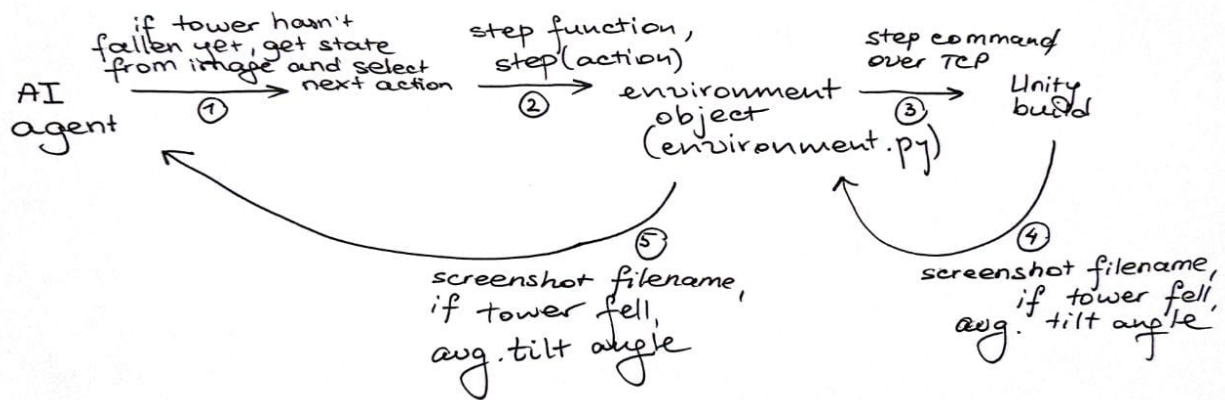 if tower hasn't
fallen yet, get state
from image and select
next action
AI
agent
1
step function,
step(action)
2
environment
object
(environment.py)
step command
over TCP
3
Unity
build
4
screenshot filename,
if tower fell,
avg. tilt angle
5
screenshot filename,
if tower fell,
avg. tilt angle